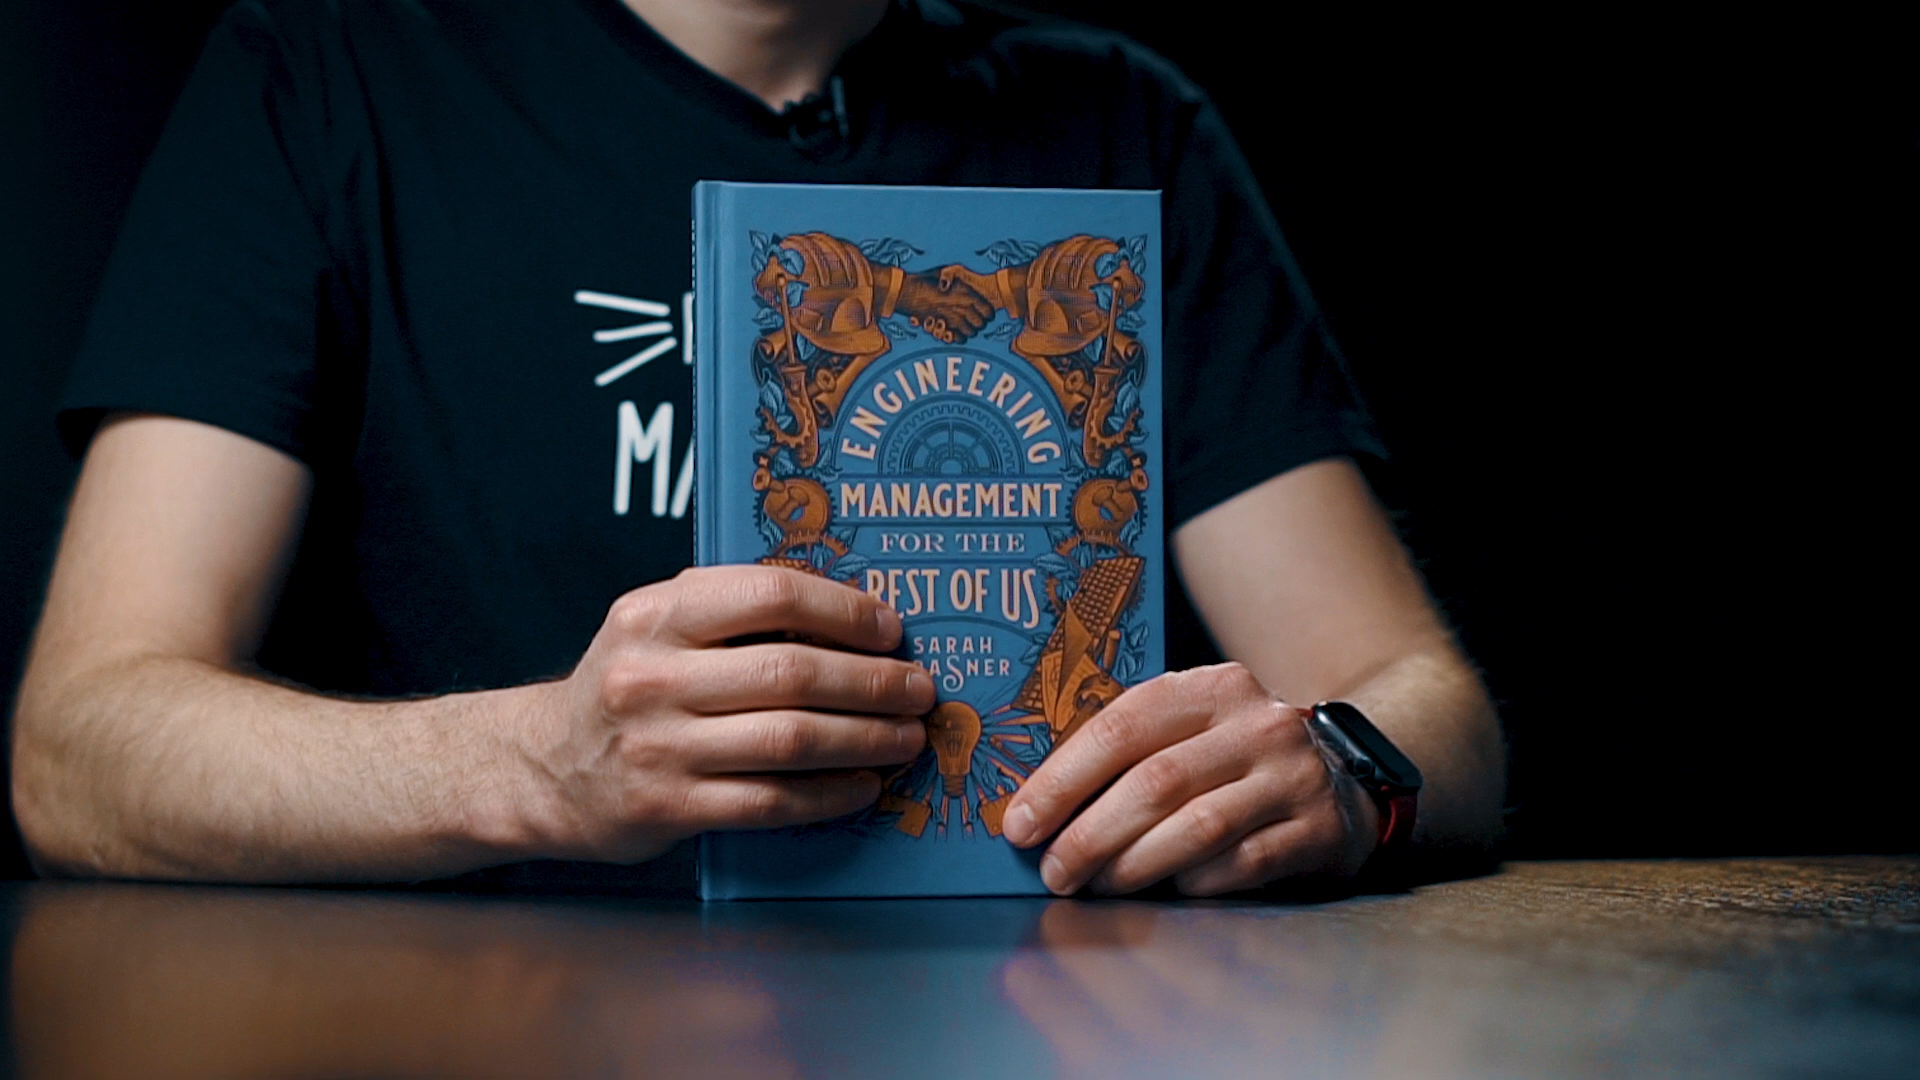 ENGINEERING
MANAGEMENT
FOR THE
REST OF US
SARAH